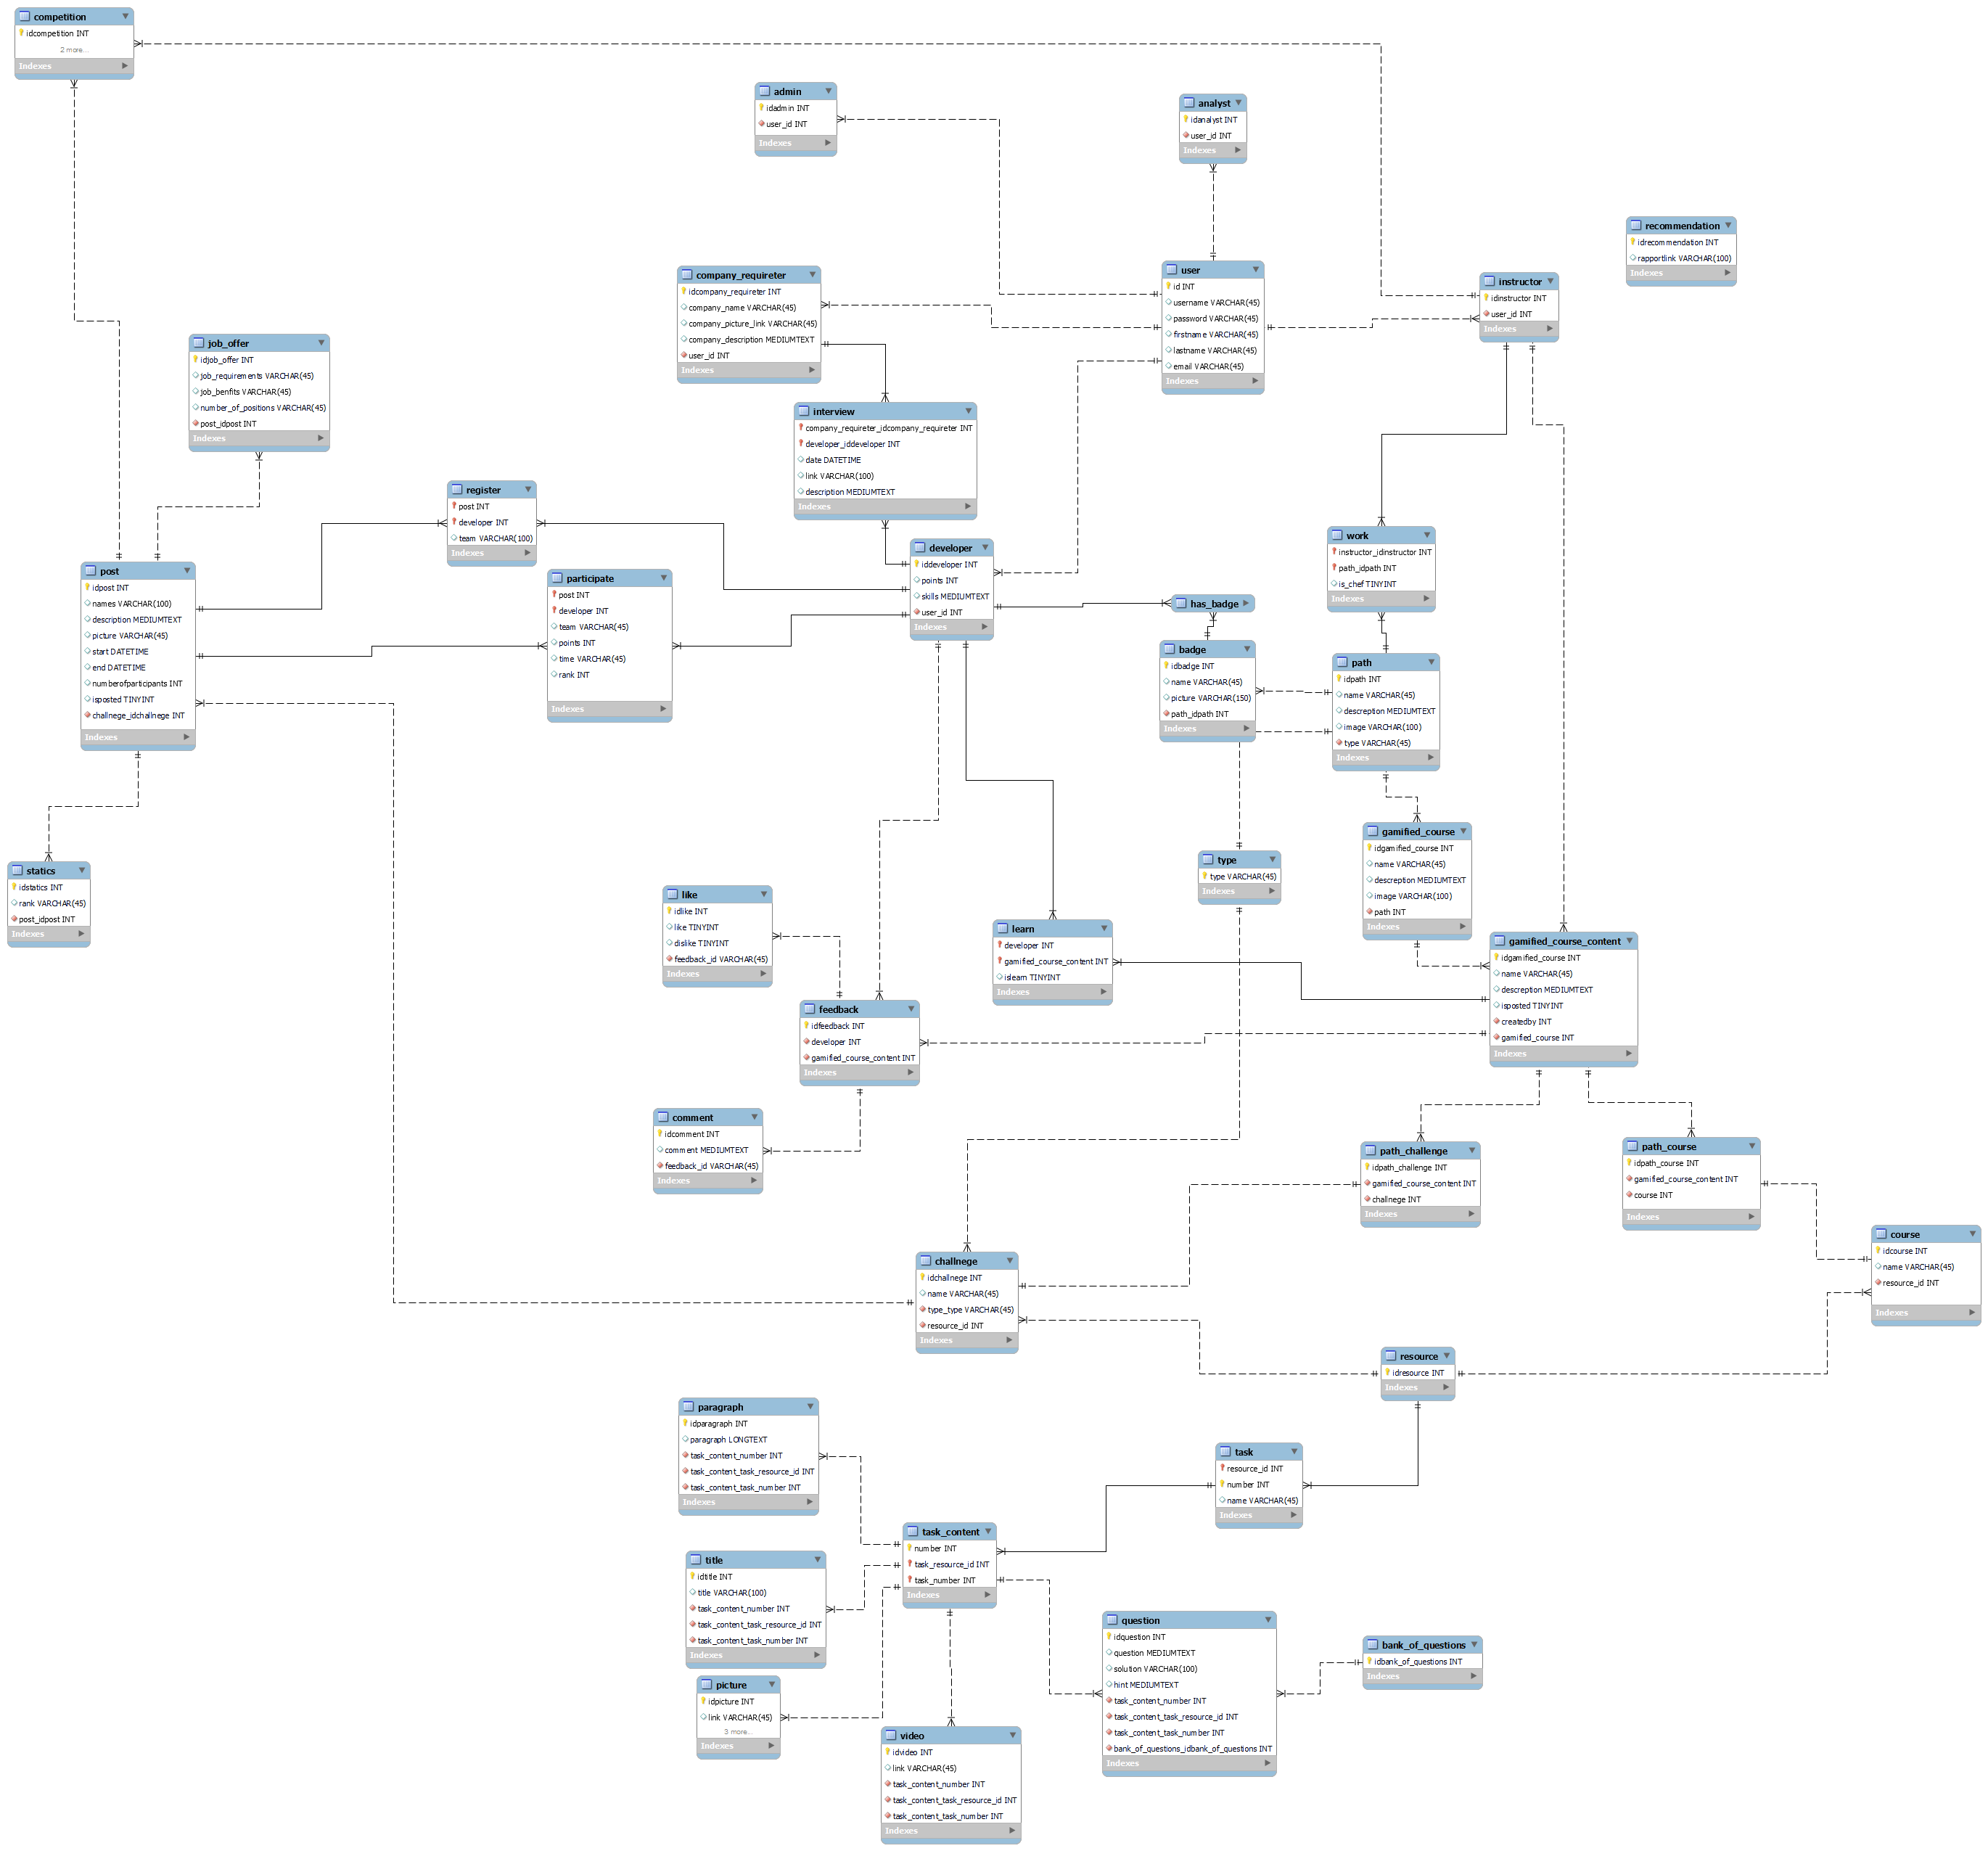 competition
idcompetition INT
2 more...
Indexes
admin
idadmin INT
user_id INT
Indexes
analyst
idanalyst INT
user_id INT
Indexes
recommendation
idrecommendation INT
rapportlink VARCHAR(100)
Indexes
company_requireter
idcompany_requireter INT
company_name VARCHAR(45)
company_picture_link VARCHAR(45)
company_description MEDIUMTEXT
user_id INT
Indexes
user
id INT
username VARCHAR(45)
password VARCHAR(45)
firstname VARCHAR(45)
lastname VARCHAR(45)
email VARCHAR(45)
Indexes
instructor
idinstructor INT
user_id INT
Indexes
job_offer
idjob_offer INT
job_requirements VARCHAR(45)
job_benfits VARCHAR(45)
number_of_positions VARCHAR(45)
post_idpost INT
Indexes
interview
company_requireter_idcompany_requireter INT
developer_iddeveloper INT
date DATETIME
link VARCHAR(100)
description MEDIUMTEXT
Indexes
register
post INT
developer INT
team VARCHAR(100)
Indexes
work
instructor_idinstructor INT
path_idpath INT
is_chef TINYINT
Indexes
developer
iddeveloper INT
points INT
skills MEDIUMTEXT
user_id INT
Indexes
post
idpost INT
names VARCHAR(100)
description MEDIUMTEXT
picture VARCHAR(45)
start DATETIME
end DATETIME
numberofparticipants INT
isposted TINYINT
challnege_idchallnege INT
Indexes
participate
post INT
developer INT
team VARCHAR(45)
points INT
time VARCHAR(45)
rank INT
Indexes
has_badge
badge
idbadge INT
name VARCHAR(45)
picture VARCHAR(150)
path_idpath INT
Indexes
path
idpath INT
name VARCHAR(45)
descreption MEDIUMTEXT
image VARCHAR(100)
type VARCHAR(45)
Indexes
gamified_course
idgamified_course INT
name VARCHAR(45)
descreption MEDIUMTEXT
image VARCHAR(100)
path INT
Indexes
type
type VARCHAR(45)
Indexes
statics
idstatics INT
rank VARCHAR(45)
post_idpost INT
Indexes
like
idlike INT
like TINYINT
dislike TINYINT
feedback_id VARCHAR(45)
Indexes
learn
developer INT
gamified_course_content INT
islearn TINYINT
Indexes
gamified_course_content
idgamified_course INT
name VARCHAR(45)
descreption MEDIUMTEXT
isposted TINYINT
createdby INT
gamified_course INT
Indexes
feedback
idfeedback INT
developer INT
gamified_course_content INT
Indexes
comment
idcomment INT
comment MEDIUMTEXT
feedback_id VARCHAR(45)
Indexes
path_challenge
idpath_challenge INT
gamified_course_content INT
challnege INT
Indexes
path_course
idpath_course INT
gamified_course_content INT
course INT
Indexes
course
idcourse INT
name VARCHAR(45)
resource_id INT
Indexes
challnege
idchallnege INT
name VARCHAR(45)
type_type VARCHAR(45)
resource_id INT
Indexes
resource
idresource INT
Indexes
paragraph
idparagraph INT
paragraph LONGTEXT
task_content_number INT
task_content_task_resource_id INT
task_content_task_number INT
Indexes
task
resource_id INT
number INT
name VARCHAR(45)
Indexes
task_content
number INT
task_resource_id INT
task_number INT
Indexes
title
idtitle INT
title VARCHAR(100)
task_content_number INT
task_content_task_resource_id INT
task_content_task_number INT
Indexes
question
idquestion INT
question MEDIUMTEXT
solution VARCHAR(100)
hint MEDIUMTEXT
task_content_number INT
task_content_task_resource_id INT
task_content_task_number INT
bank_of_questions_idbank_of_questions INT
Indexes
bank_of_questions
idbank_of_questions INT
Indexes
picture
idpicture INT
link VARCHAR(45)
3 more...
Indexes
video
idvideo INT
link VARCHAR(45)
task_content_number INT
task_content_task_resource_id INT
task_content_task_number INT
Indexes